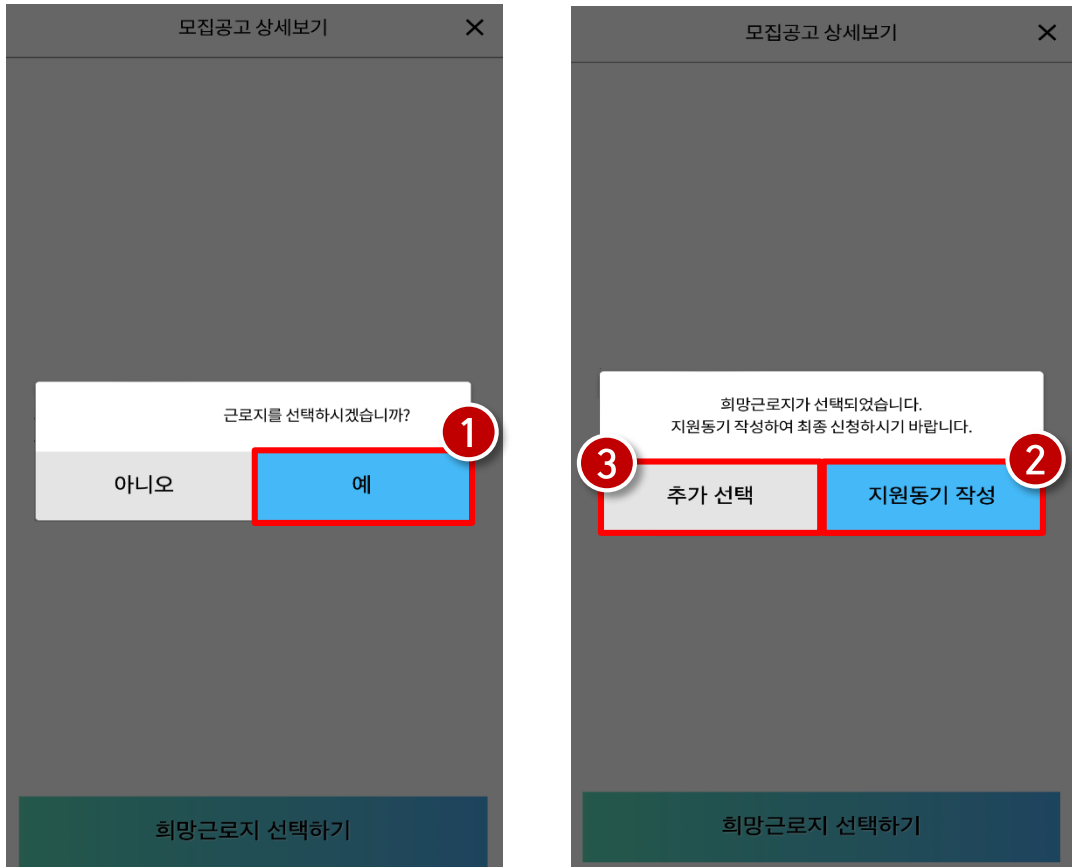 모집공고 상세보기
근로지를 선택하시겠습니까?
1
아니오
예
희망근로지 선택하기
모집공고 상세보기
희망근로지가 선택되었습니다.
지원동기 작성하여 최종 신청하시기 바랍니다.
3
2
추가 선택
지원동기 작성
희망근로지 선택하기